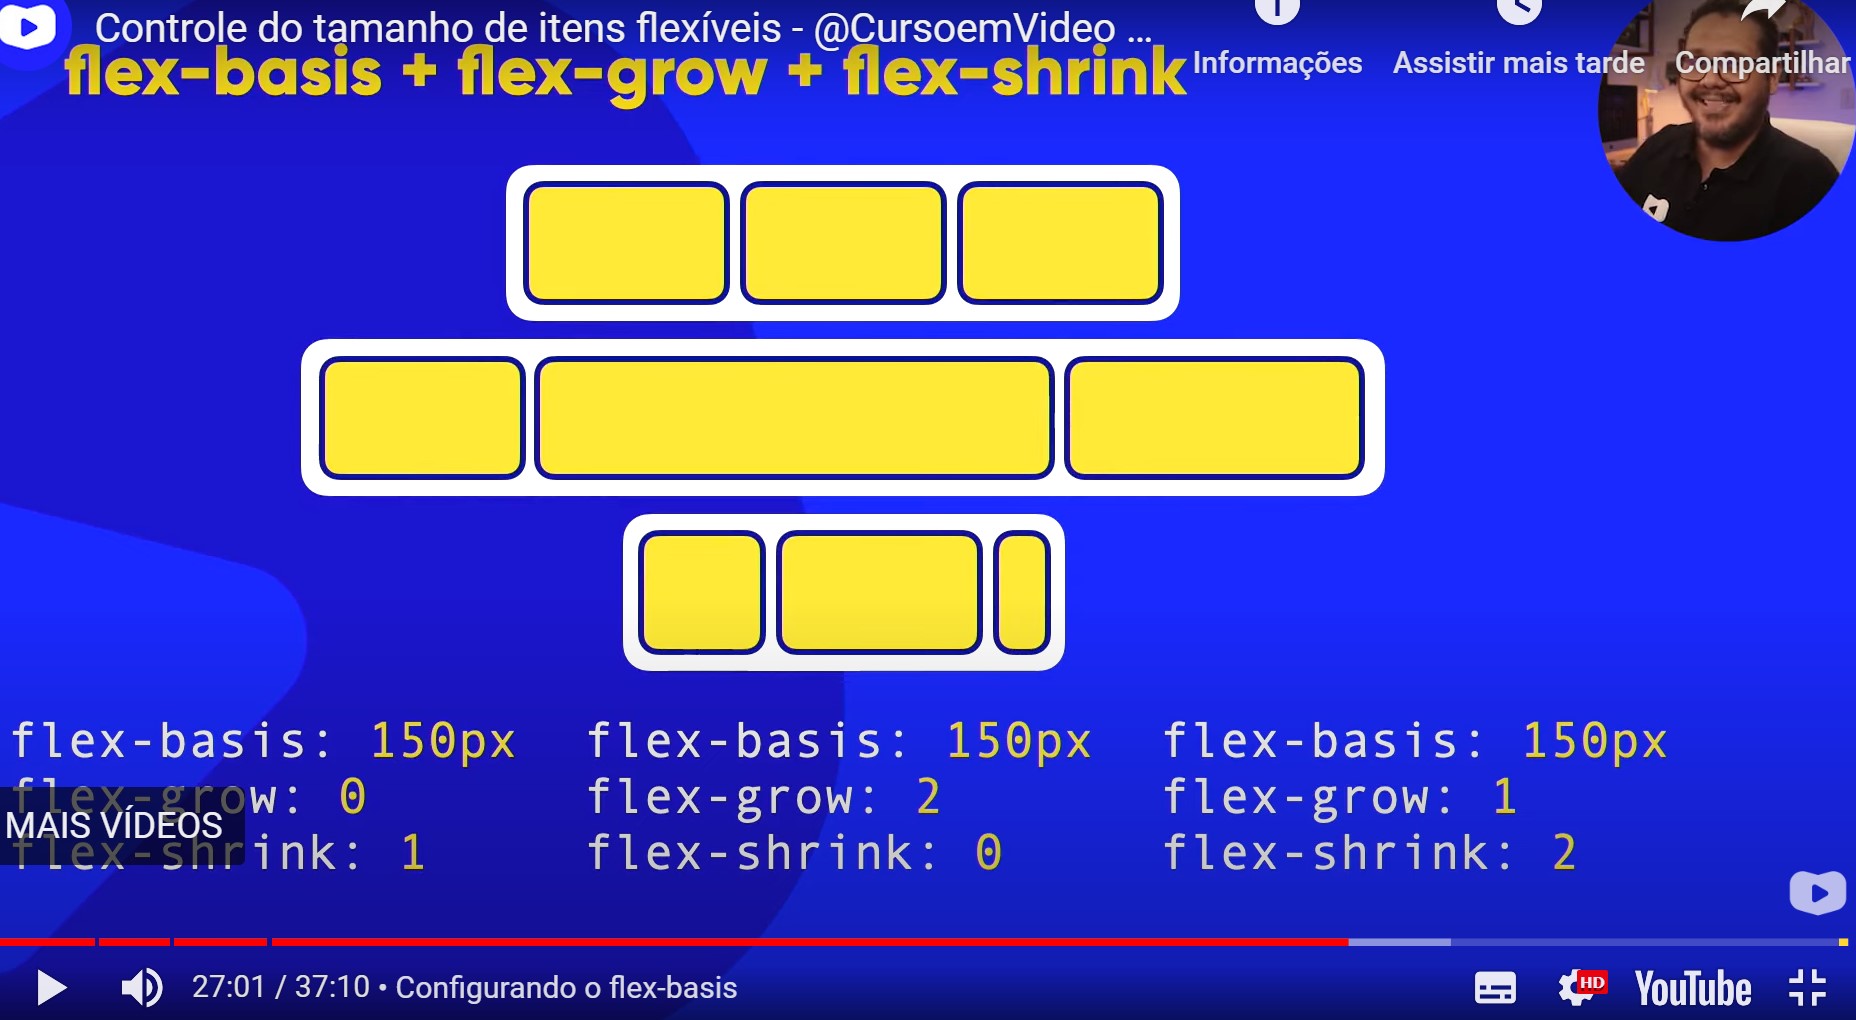 Controle do tamanho de itens flexíveis - @CursoemVideo ...
flex-basis + flex-grow + flex-shrink
Informações
Assistir mais tarde
Compartilhar
flex-basis: 150px
flex-grow: 0
flex-shrink: 1
flex-basis: 150px
flex-grow: 2
flex-shrink: 0
flex-basis: 150px
flex-grow: 1
flex-shrink: 2
MAIS VÍDEOS
27:01 / 37:10 • Configurando o flex-basis
HD
YouTube